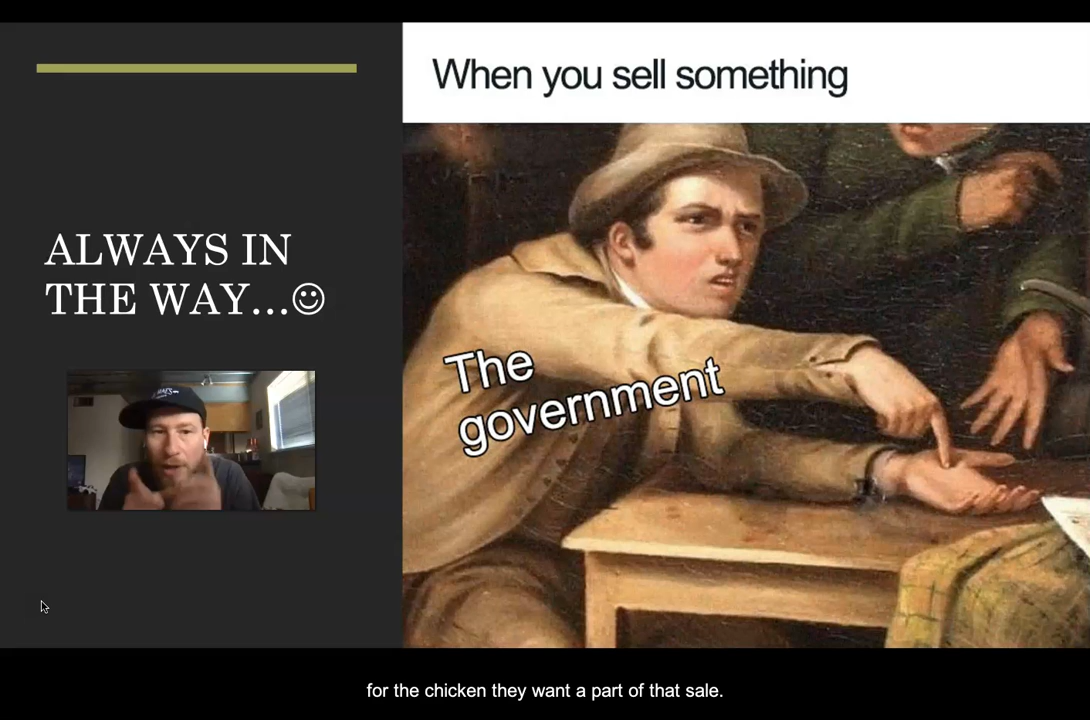 When you sell something
ALWAYS IN
THE WAY...☺
The
government
for the chicken they want a part of that sale.